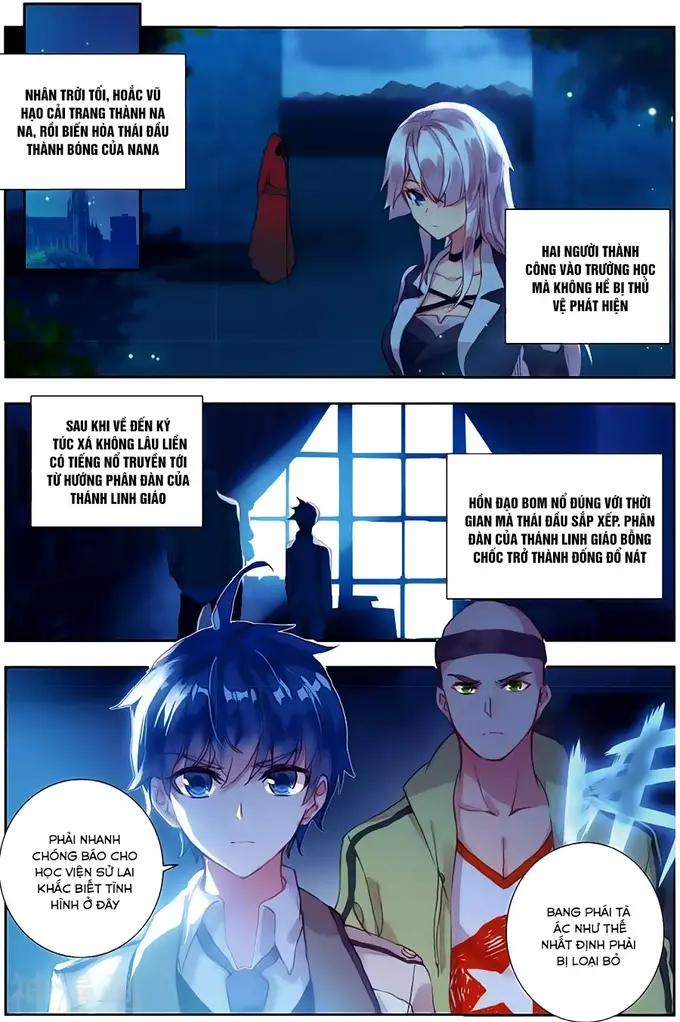 NHÂN TRỜI TỐI, HOẮC VŨ
HẠO CẢI TRANG THÀNH NA
NA, RỒI BIẾN HÒA THÁI ĐẦU
THÀNH BÓNG CỦA NANA
HAI NGƯỜI THÀNH
CÔNG VÀO TRƯỜNG HỌC
MÀ KHÔNG HỀ BỊ THỦ
VỆ PHÁT HIỆN
SAU KHI VỀ ĐẾN KÝ
TÚC XÁ KHÔNG LÂU LIỀN
CÓ TIẾNG NỔ TRUYỀN TỚI
TỪ HƯỚNG PHÂN ĐÀN CỦA
THÁNH LINH GIÁO
HỒN ĐẠO BOM NỔ ĐÚNG VỚI THỜI
GIAN MÀ THÁI ĐẦU SẮP XẾP. PHÂN
ĐÀN CỦA THÁNH LINH GIÁO BỖNG
CHỐC TRỞ THÀNH ĐỐNG ĐỔ NÁT
PHẢI NHANH
CHÓNG BÁO CHO
HỌC VIỆN SỬ LAI
KHẮC BIẾT TÌNH
HÌNH Ở ĐÂY
BANG PHÁI TÀ
ÁC NHƯ THẾ
NHẤT ĐỊNH PHẢI
BỊ LOẠI BỎ